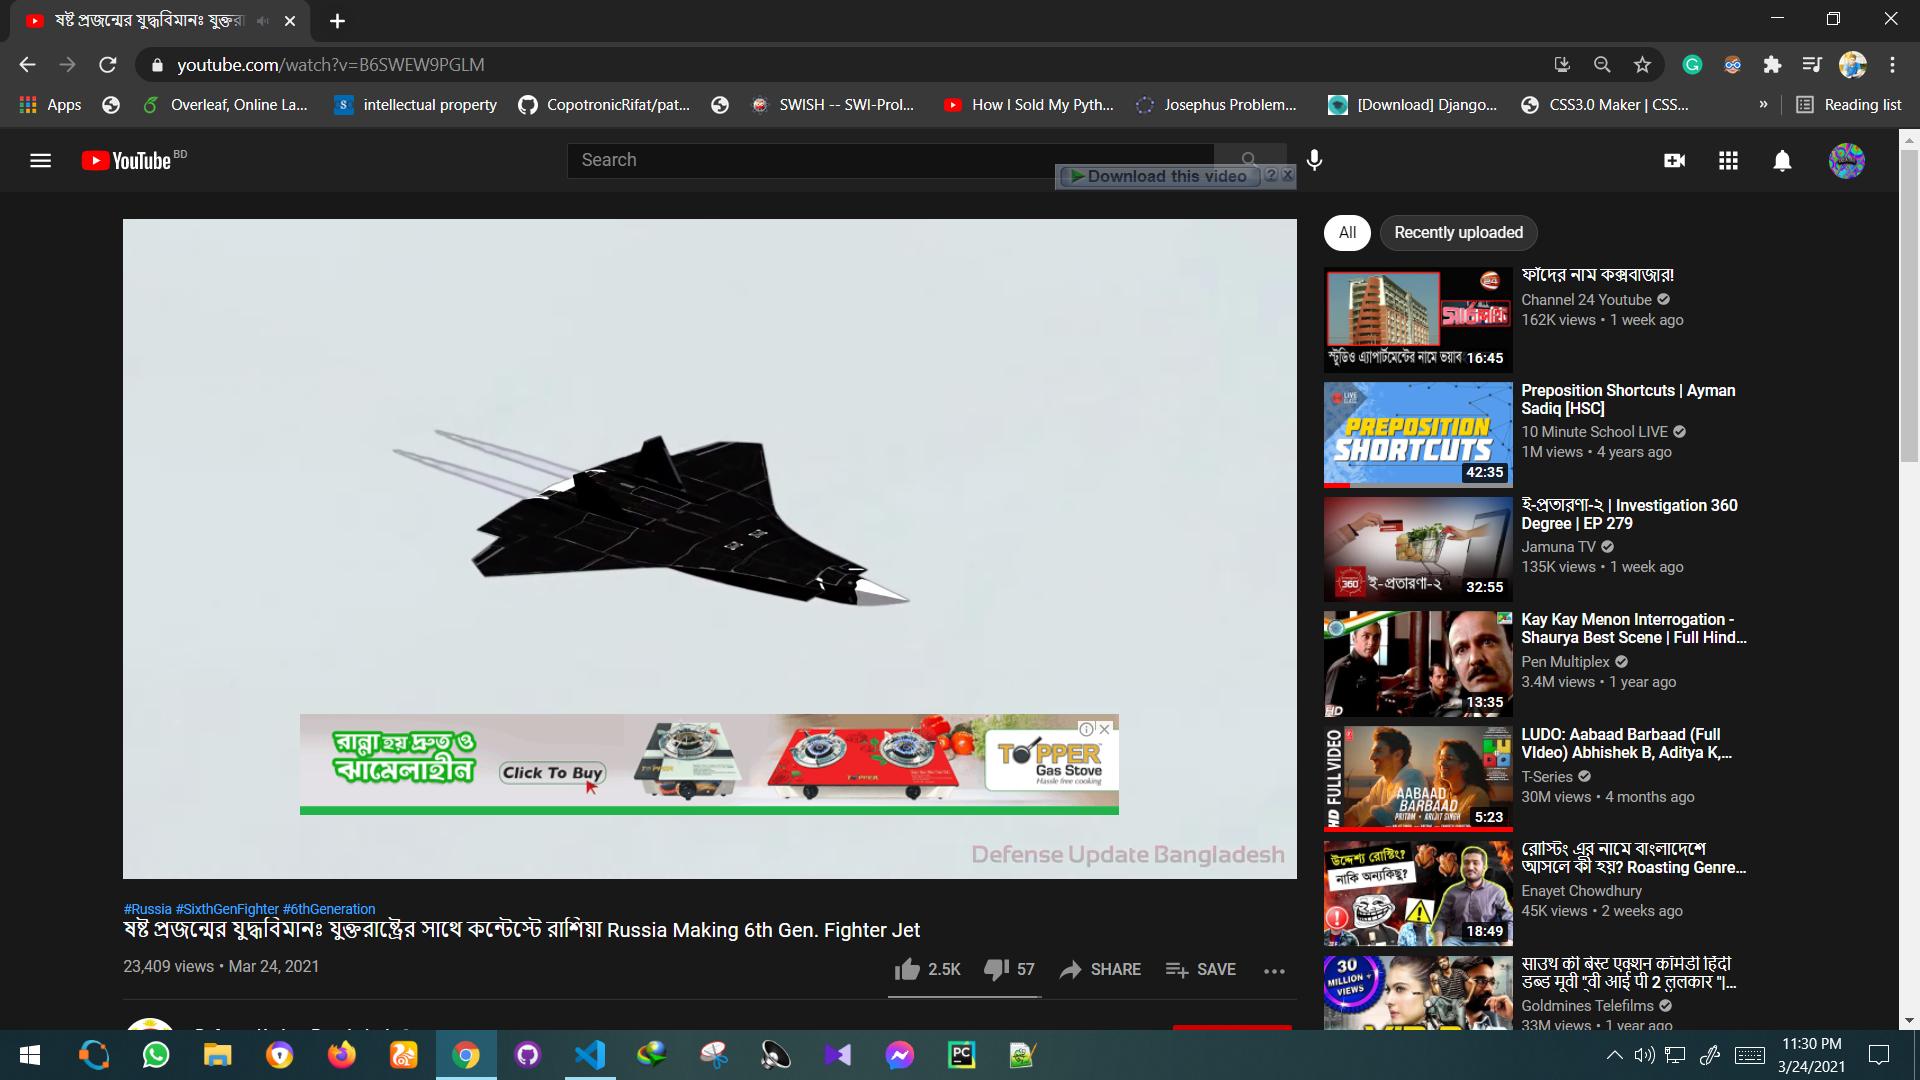 ষষ্ট প্রজন্মের যুদ্ধবিমানঃ যুক্তরা
youtube.com/watch?v=B6SWEW9PGLM
Apps
Overleaf, Online La...
intellectual property
CopotronicRifat/pat...
SWISH -- SWI-Prol...
How I Sold My Pyth...
Josephus Problem...
[Download] Django...
CSS3.0 Maker | CSS...
»
Reading list
YouTube BD
Search
Download this video
All
Recently uploaded
রান্না হয় দ্রুত ও
ঝামেলাহীন
Click To Buy
TOPPER
TOPPER
TOPPER
Gas Stove
Hassle free cooking
Defense Update Bangladesh
#Russia #SixthGenFighter #6thGeneration
ষষ্ট প্রজন্মের যুদ্ধবিমানঃ যুক্তরাষ্ট্রের সাথে কন্টেস্টে রাশিয়া Russia Making 6th Gen. Fighter Jet
23,409 views • Mar 24, 2021
2.5K
57
SHARE
SAVE
24
স্টুডিও এ্যাপার্টমেন্টের নামে ভয়াব
16:45
ফাঁদের নাম কক্সবাজার!
Channel 24 Youtube
162K views • 1 week ago
LIVE
PREPOSITION
SHORTCUTS
42:35
Preposition Shortcuts | Ayman
Sadiq [HSC]
10 Minute School LIVE
1M views • 4 years ago
360
ই-প্রতারণা-২
32:55
ই-প্রতারণা-২ | Investigation 360
Degree | EP 279
Jamuna TV
135K views • 1 week ago
HD
13:35
Kay Kay Menon Interrogation -
Shaurya Best Scene | Full Hind...
Pen Multiplex
3.4M views • 1 year ago
HD FULL VIDEO
AABAAD
BARBAAD
PRITAM • ARIJIT SINGH
5:23
LUDO: Aabaad Barbaad (Full
VIdeo) Abhishek B, Aditya K,...
T-Series
30M views • 4 months ago
উদ্দেশ্য রোস্টিং?
নাকি অন্যকিছু?
18:49
রোস্টিং এর নামে বাংলাদেশে
আসলে কী হয়? Roasting Genre...
Enayet Chowdhury
45K views • 2 weeks ago
30
MILLION +
VIEWS
साउथ की बेस्ट एक्शन कॉमेडी हिंदी
डब्ड मूवी "वी आई पी 2 ललकार "|...
Goldmines Telefilms
33M views • 1 year ago
11:30 PM
3/24/2021